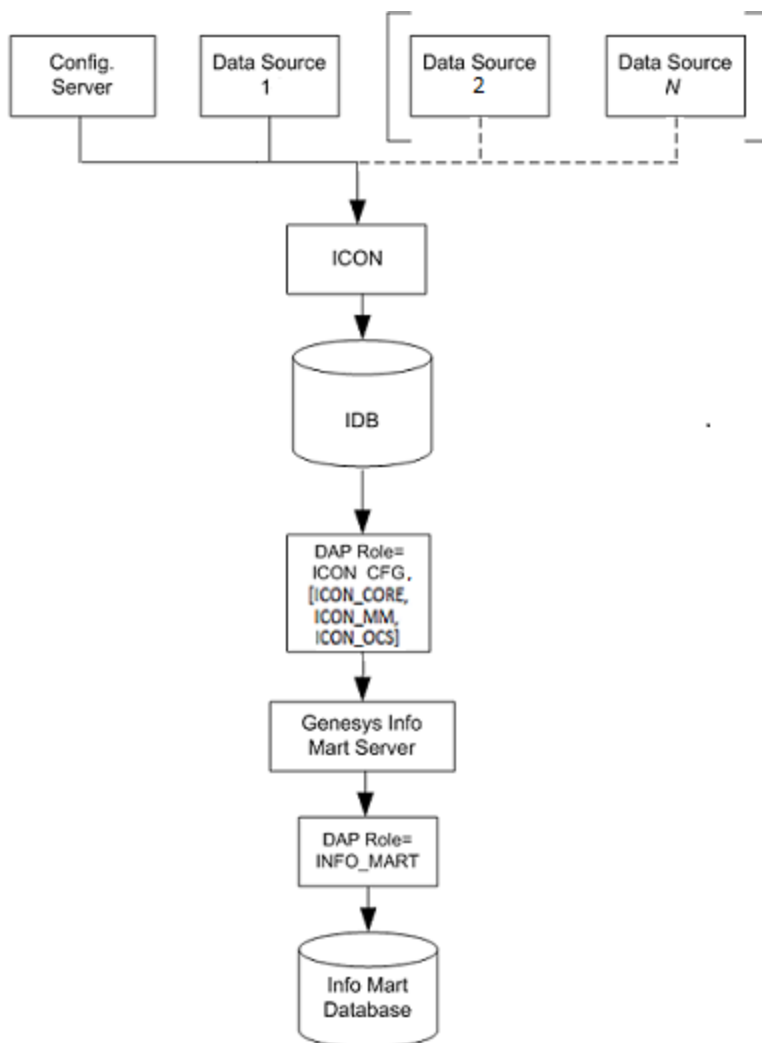 Config.
Server
Data Source
1
Data Source
2
Data Source
N
ICON
IDB
DAP Role=
ICON_CFG,
[ICON_CORE,
ICON_MM,
ICON_OCS]
Genesys Info
Mart Server
DAP Role=
INFO_MART
Info Mart
Database